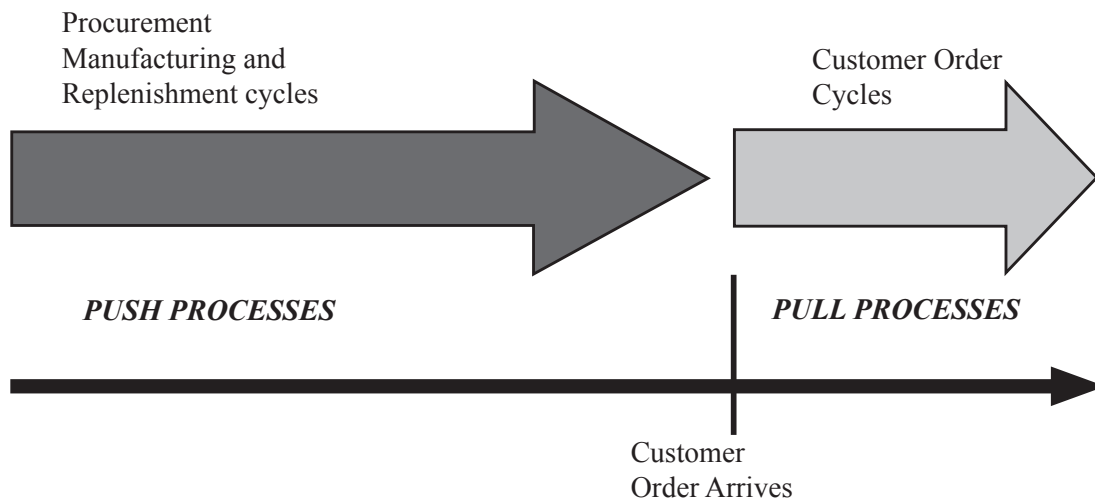 Procurement
Manufacturing and
Replenishment cycles
Customer Order
Cycles
PUSH PROCESSES
PULL PROCESSES
Customer
Order Arrives